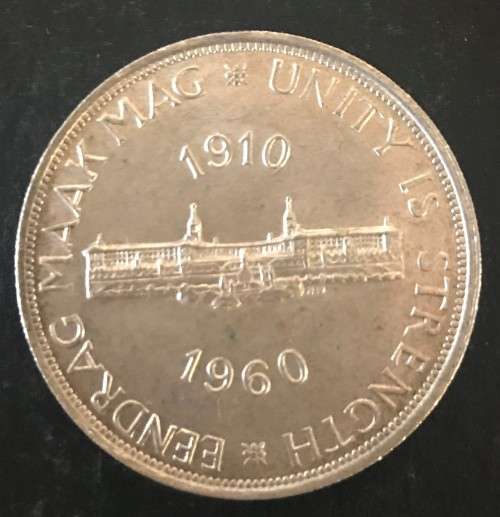 EENDRAG MAAK MAG
UNITY IS STRENGTH
1910
1960